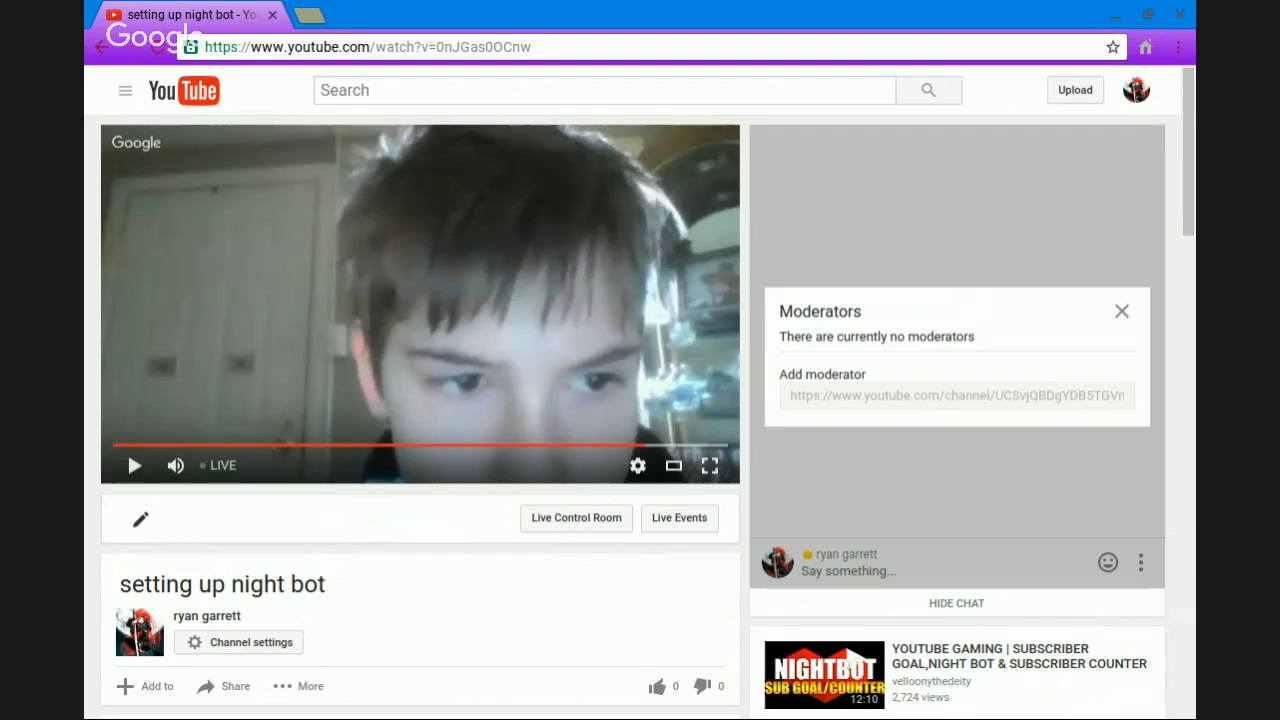 setting up night bot - Yo
Google
https://www.youtube.com/watch?v=0nJGas0OCnw
YouTube
Search
Upload
Google
LIVE
Moderators
There are currently no moderators
Add moderator
https://www.youtube.com/channel/UCSvjQBDgYDB5TGVn
Live Control Room
Live Events
ryan garrett
Say something...
HIDE CHAT
setting up night bot
ryan garrett
Channel settings
Add to
Share
More
0
0
NIGHTBOT
SUB GOAL/COUNTER
12:10
YOUTUBE GAMING | SUBSCRIBER
GOAL,NIGHT BOT & SUBSCRIBER COUNTER
velloonythedeity
2,724 views